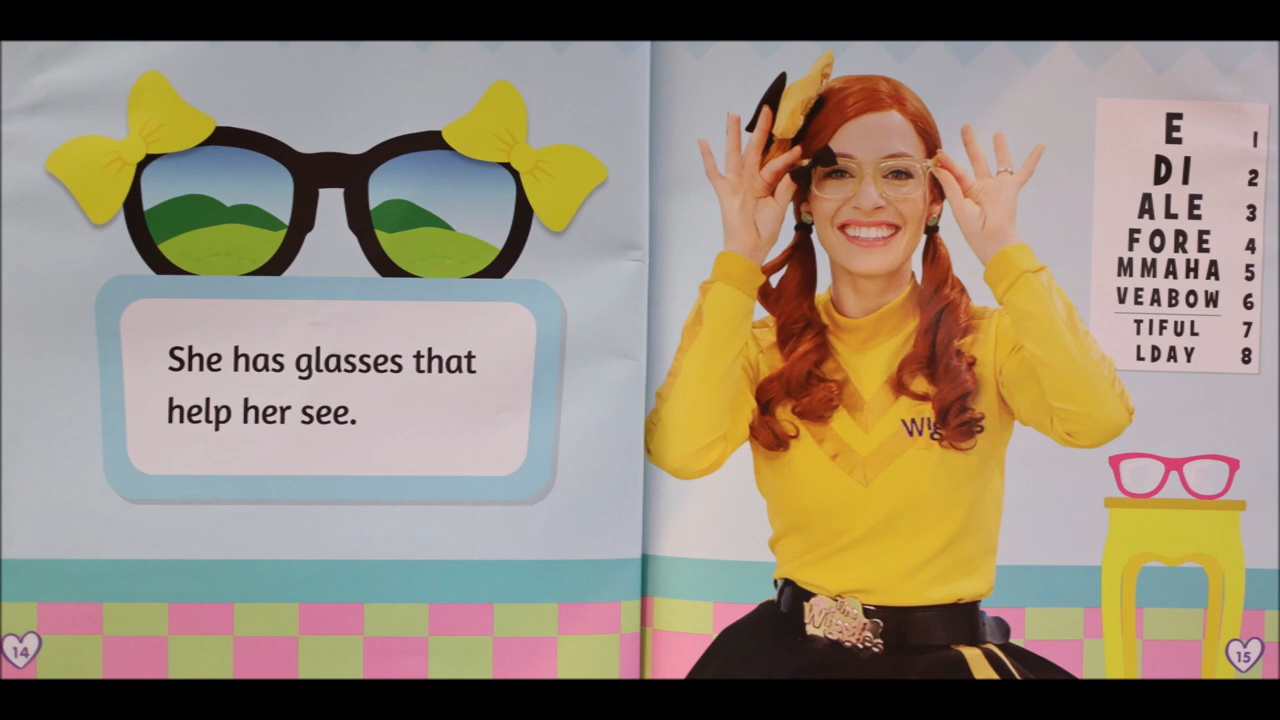 She has glasses that
help her see.
14
E 1
DI 2
ALE 3
FORE 4
MMAHA 5
VEABOW 6
TIFUL 7
LDAY 8
The
Wiggles
15